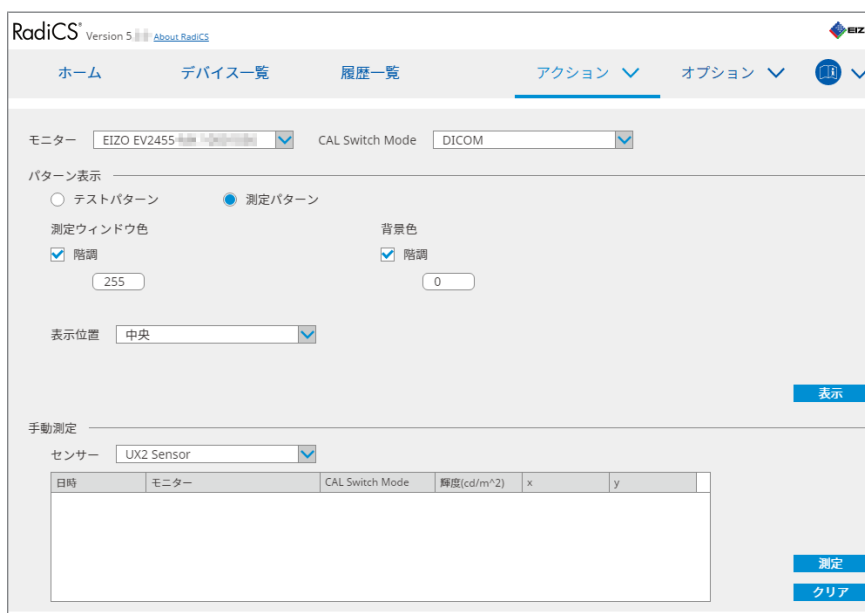 RadiCS® Version 5. About RadiCS
EIZ
ホーム デバイス一覧 履歴一覧 アクション オプション
モニター EIZO EV2455 CAL Switch Mode DICOM
パターン表示
テストパターン 測定パターン
測定ウィンドウ色 背景色
階調 階調
255 0
表示位置 中央
表示
手動測定
センサー UX2 Sensor
日時 モニター CAL Switch Mode 輝度(cd/m^2) x y
測定
クリア